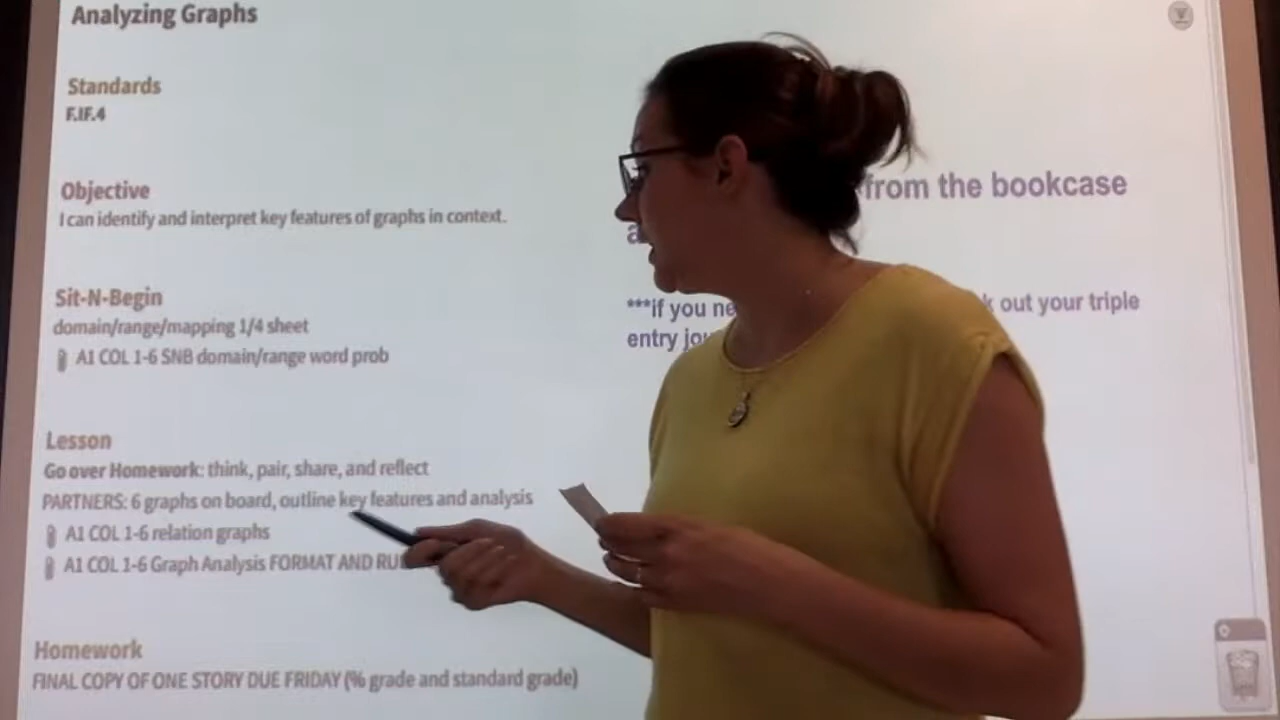 Analyzing Graphs
Standards
F.IF.4
Objective
I can identify and interpret key features of graphs in context.
Sit-N-Begin
domain/range/mapping 1/4 sheet
A1 COL 1-6 SNB domain/range word prob
Lesson
Go over Homework: think, pair, share, and reflect
PARTNERS: 6 graphs on board, outline key features and analysis
A1 COL 1-6 relation graphs
A1 COL 1-6 Graph Analysis FORMAT AND RU
Homework
FINAL COPY OF ONE STORY DUE FRIDAY (% grade and standard grade)
from the bookcase
a
***if you ne k out your triple
entry jou